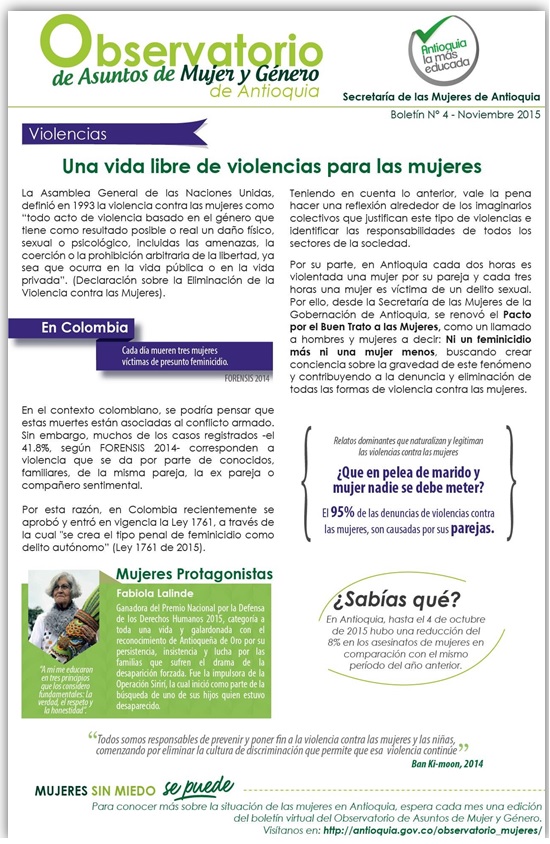 Observatorio
de Asuntos de Mujer y Género
de Antioquia
Antioquia
la más
educada
Secretaría de las Mujeres de Antioquia
Boletín Nº 4 - Noviembre 2015
Violencias
Una vida libre de violencias para las mujeres
La Asamblea General de las Naciones Unidas,
definió en 1993 la violencia contra las mujeres como
“todo acto de violencia basado en el género que
tiene como resultado posible o real un daño físico,
sexual o psicológico, incluidas las amenazas, la
coerción o la prohibición arbitraria de la libertad, ya
sea que ocurra en la vida pública o en la vida
privada”. (Declaración sobre la Eliminación de la
Violencia contra las Mujeres).
En Colombia
Cada día mueren tres mujeres
víctimas de presunto feminicidio.
FORENSIS 2014
En el contexto colombiano, se podría pensar que
estas muertes están asociadas al conflicto armado.
Sin embargo, muchos de los casos registrados -el
41,8%, según FORENSIS 2014- corresponden a
violencia que se da por parte de conocidos,
familiares, de la misma pareja, la ex pareja o
compañero sentimental.
Por esta razón, en Colombia recientemente se
aprobó y entró en vigencia la Ley 1761, a través de
la cual "se crea el tipo penal de feminicidio como
delito autónomo” (Ley 1761 de 2015).
Teniendo en cuenta lo anterior, vale la pena
hacer una reflexión alrededor de los imaginarios
colectivos que justifican este tipo de violencias e
identificar las responsabilidades de todos los
sectores de la sociedad.
Por su parte, en Antioquia cada dos horas es
violentada una mujer por su pareja y cada tres
horas una mujer es víctima de un delito sexual.
Por ello, desde la Secretaría de las Mujeres de la
Gobernación de Antioquia, se renovó el Pacto
por el Buen Trato a las Mujeres, como un llamado
a hombres y mujeres a decir: Ni un feminicidio
más ni una mujer menos, buscando crear
conciencia sobre la gravedad de este fenómeno
y contribuyendo a la denuncia y eliminación de
todas las formas de violencia contra las mujeres.
Relatos dominantes que naturalizan y legitiman
las violencias contra las mujeres
¿Que en pelea de marido y
mujer nadie se debe meter?
El 95% de las denuncias de violencias contra
las mujeres, son causadas por sus parejas.
Mujeres Protagonistas
Fabiola Lalinde
Ganadora del Premio Nacional por la Defensa
de los Derechos Humanos 2015, categoría a
toda una vida y galardonada con el
reconocimiento de Antioqueña de Oro por su
persistencia, insistencia y lucha por las
familias que sufren el drama de la
desaparición forzada. Fue la impulsora de la
Operación Sirirí, la cual inició como parte de la
búsqueda de uno de sus hijos quien estuvo
desaparecido.
“A mí me educaron
en tres principios
que los considero
fundamentales: La
verdad, el respeto y
la honestidad”.
¿Sabías qué?
En Antioquia, hasta el 4 de octubre
de 2015 hubo una reducción del
8% en los asesinatos de mujeres en
comparación con el mismo
período del año anterior.
“Todos somos responsables de prevenir y poner fin a la violencia contra las mujeres y las niñas,
comenzando por eliminar la cultura de discriminación que permite que esa violencia continúe”
Ban Ki-moon, 2014
MUJERES SIN MIEDO se puede
Para conocer más sobre la situación de las mujeres en Antioquia, espera cada mes una edición
del boletín virtual del Observatorio de Asuntos de Mujer y Género.
Visítanos en: http://antioquia.gov.co/observatorio_mujeres/